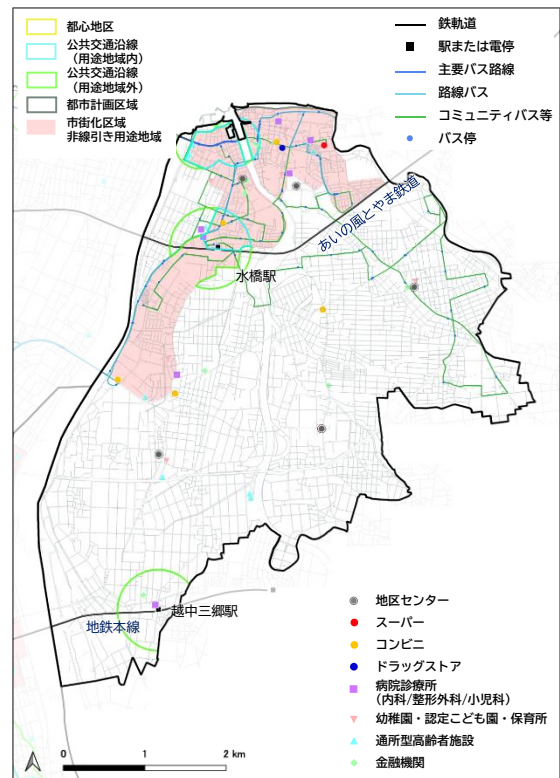 都心地区
公共交通沿線
（用途地域内）
公共交通沿線
（用途地域外）
都市計画区域
市街化区域
非線引き用途地域
鉄軌道
駅または電停
主要バス路線
路線バス
コミュニティバス等
バス停
あいの風とやま鉄道
水橋駅
越中三郷駅
地鉄本線
地区センター
スーパー
コンビニ
ドラッグストア
病院診療所
（内科/整形外科/小児科）
幼稚園・認定こども園・保育所
通所型高齢者施設
金融機関
0 1 2 km